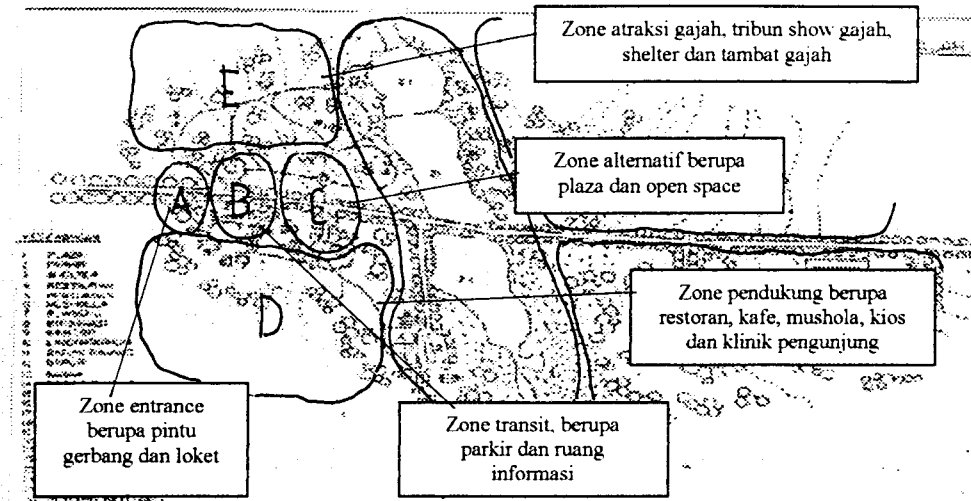 Zone atraksi gajah, tribun show gajah,
shelter dan tambat gajah
E
Zone alternatif berupa
plaza dan open space
A
B
C
Zone pendukung berupa
restoran, kafe, mushola, kios
dan klinik pengunjung
D
Zone entrance
berupa pintu
gerbang dan loket
Zone transit, berupa
parkir dan ruang
informasi